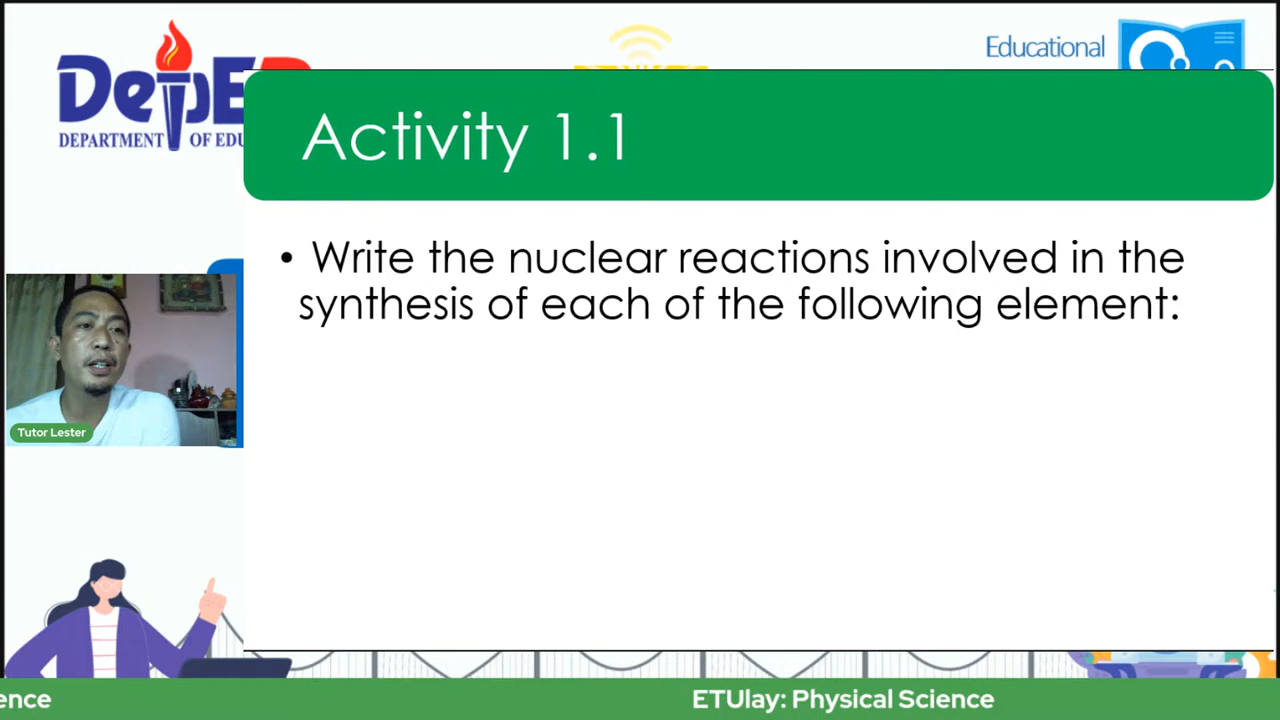 DepE
DEPARTMENT OF EDU
Educational
Activity 1.1
• Write the nuclear reactions involved in the
synthesis of each of the following element:
Tutor Lester
ence
ETUlay: Physical Science